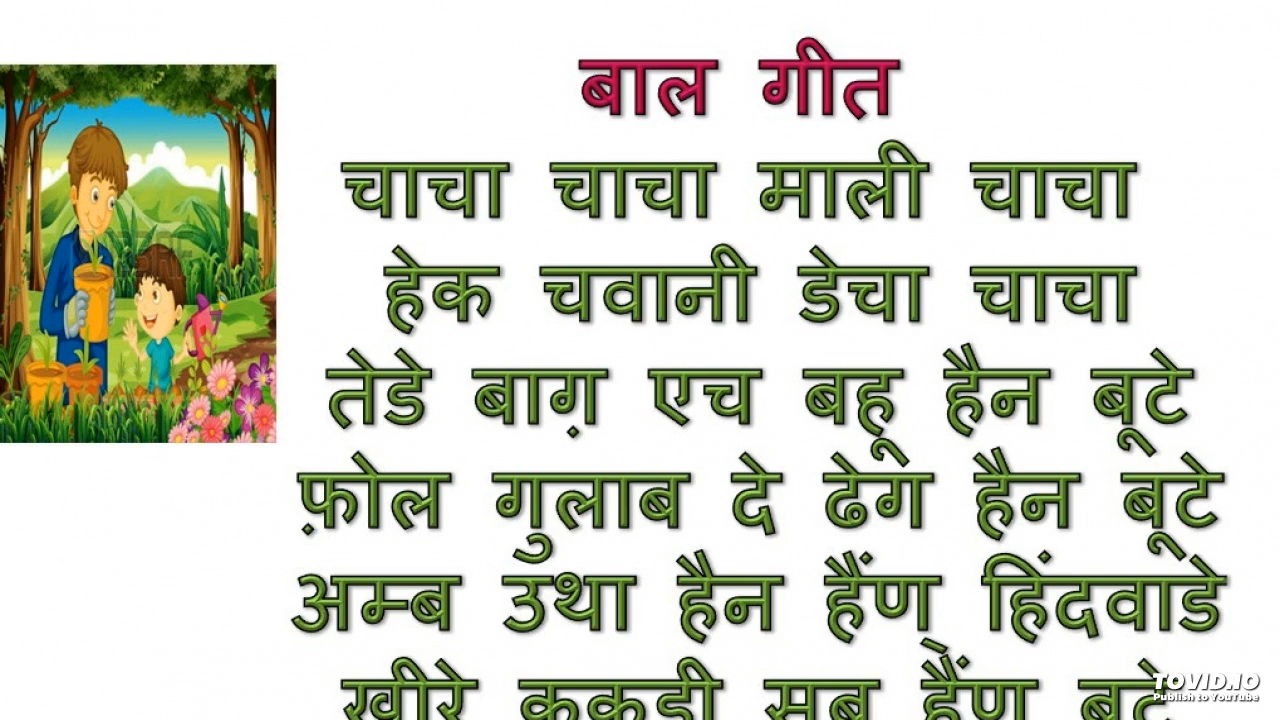 बाल गीत
चाचा चाचा माली चाचा
हेक चवानी डेचा चाचा
तेडे बाग़ एच बहू हैन बूटे
फ़ोल गुलाब दे ढेग हैन बूटे
अम्ब उथा हैन हैंण हिंदवाडे
खीरे ककडी सब हैंण बूटे
TOVID.IO
Publish to YouTube